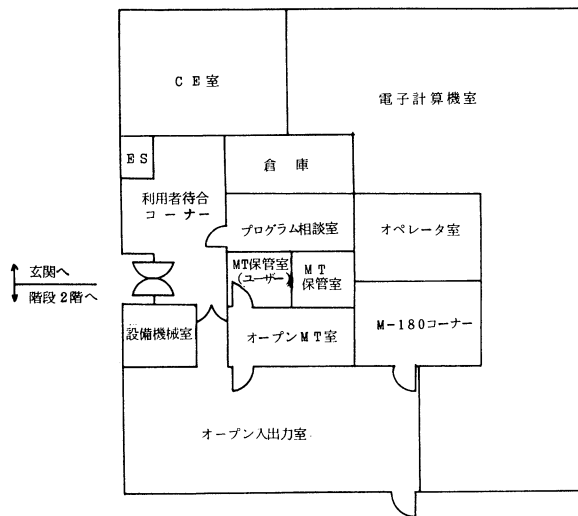 CE室
電子計算機室
ES
倉庫
利用者待合
コーナー
プログラム相談室
オペレータ室
MT保管室
(ユーザー)
MT
保管室
玄関へ
階段2階へ
設備機械室
オープンMT室
M-180コーナー
オープン入出力室